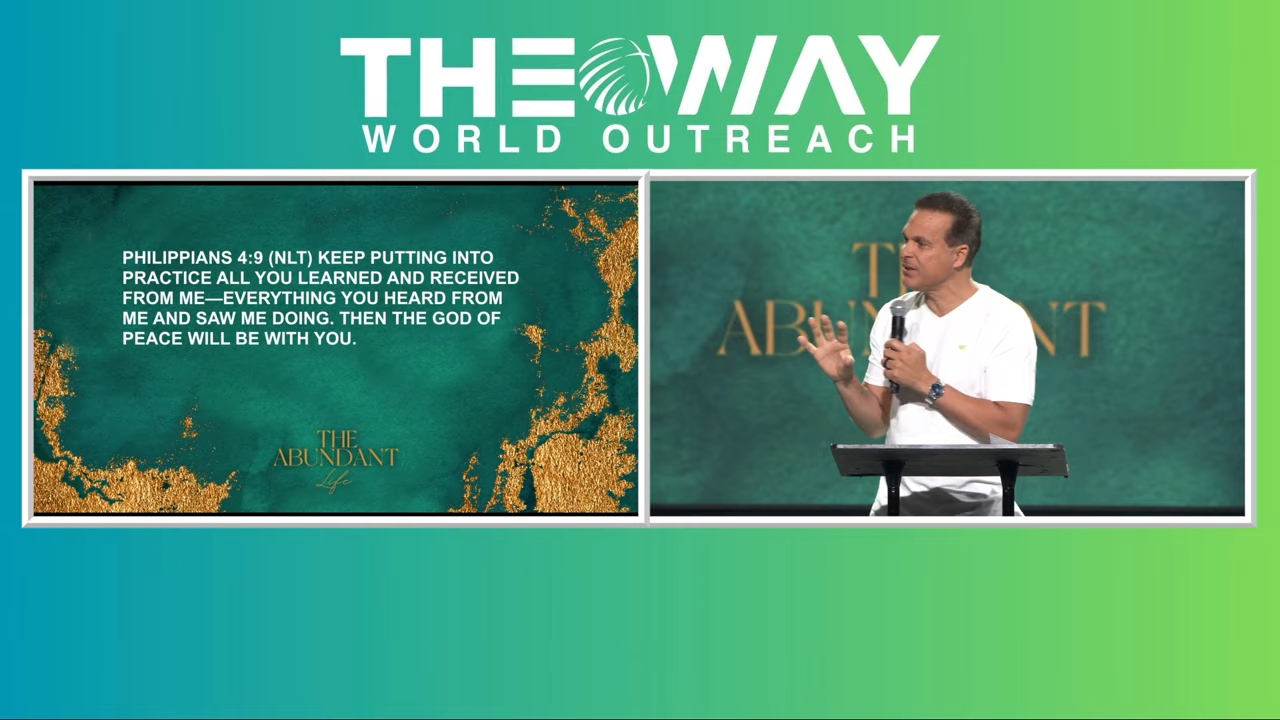 THE WAY
WORLD OUTREACH
PHILIPPIANS 4:9 (NLT) KEEP PUTTING INTO
PRACTICE ALL YOU LEARNED AND RECEIVED
FROM ME—EVERYTHING YOU HEARD FROM
ME AND SAW ME DOING. THEN THE GOD OF
PEACE WILL BE WITH YOU.
THE
ABUNDANT
Life